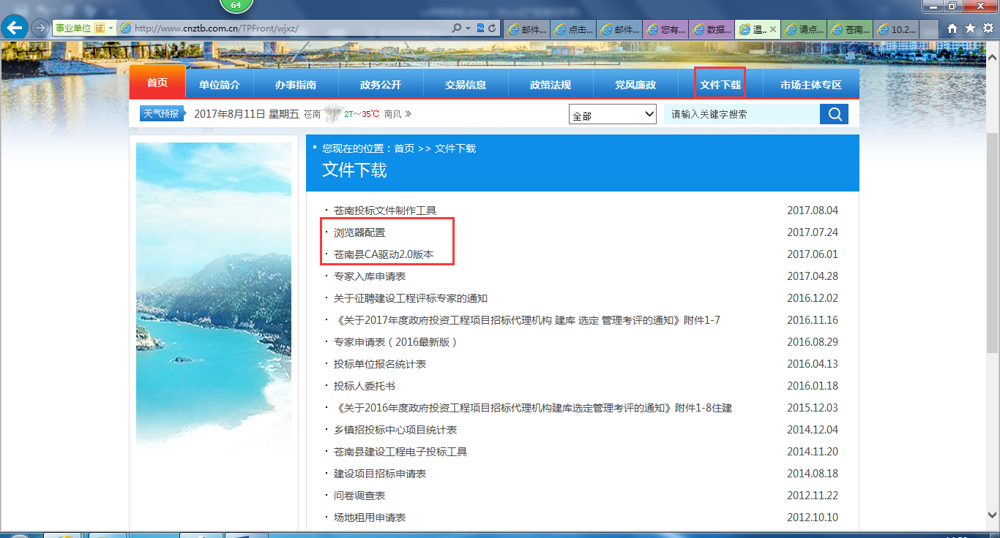 64
事业单位 证 http://www.cnztb.com.cn/TPFront/wjxz/ 邮件... 点击... 邮件... 您有... 数据... 温... 请点... 苍南... 10.2...
首页 单位简介 办事指南 政务公开 交易信息 政策法规 党风廉政 文件下载 市场主体专区
天气预报 2017年8月11日 星期五 苍南 27～35℃ 南风 全部 请输入关键字搜索
您现在的位置：首页 >> 文件下载
文件下载
苍南投标文件制作工具 2017.08.04
浏览器配置 2017.07.24
苍南县CA驱动2.0版本 2017.06.01
专家入库申请表 2017.04.28
关于征聘建设工程评标专家的通知 2016.12.02
《关于2017年度政府投资工程项目招标代理机构 建库 选定 管理考评的通知》附件1-7 2016.11.16
专家申请表（2016最新版） 2016.08.29
投标单位报名统计表 2016.04.13
投标人委托书 2016.01.18
《关于2016年度政府投资工程项目招标代理机构建库选定管理考评的通知》附件1-8住建 2015.12.03
乡镇招投标中心项目统计表 2014.12.04
苍南县建设工程电子投标工具 2014.11.20
建设项目招标申请表 2014.08.18
问卷调查表 2012.11.22
场地租用申请表 2012.10.10